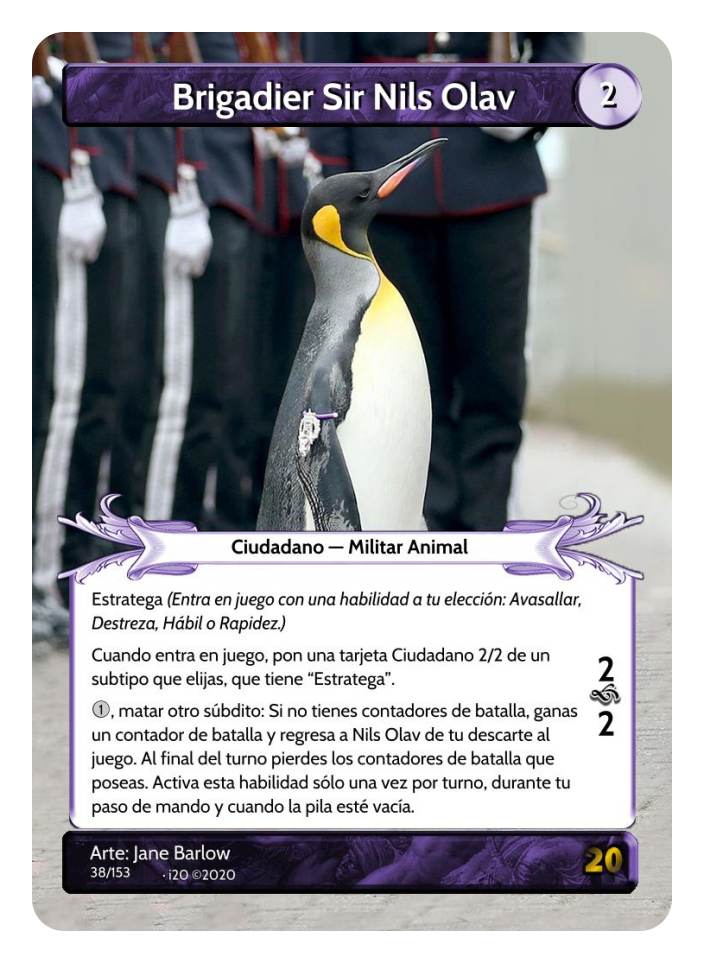 Brigadier Sir Nils Olav
2
Ciudadano — Militar Animal
Estratega (Entra en juego con una habilidad a tu elección: Avasallar,
Destreza, Hábil o Rapidez.)
Cuando entra en juego, pon una tarjeta Ciudadano 2/2 de un
subtipo que elijas, que tiene “Estratega”.
①, matar otro súbdito: Si no tienes contadores de batalla, ganas
un contador de batalla y regresa a Nils Olav de tu descarte al
juego. Al final del turno pierdes los contadores de batalla que
poseas. Activa esta habilidad sólo una vez por turno, durante tu
paso de mando y cuando la pila esté vacía.
2
2
Arte: Jane Barlow
38/153 · i20 ©2020
20